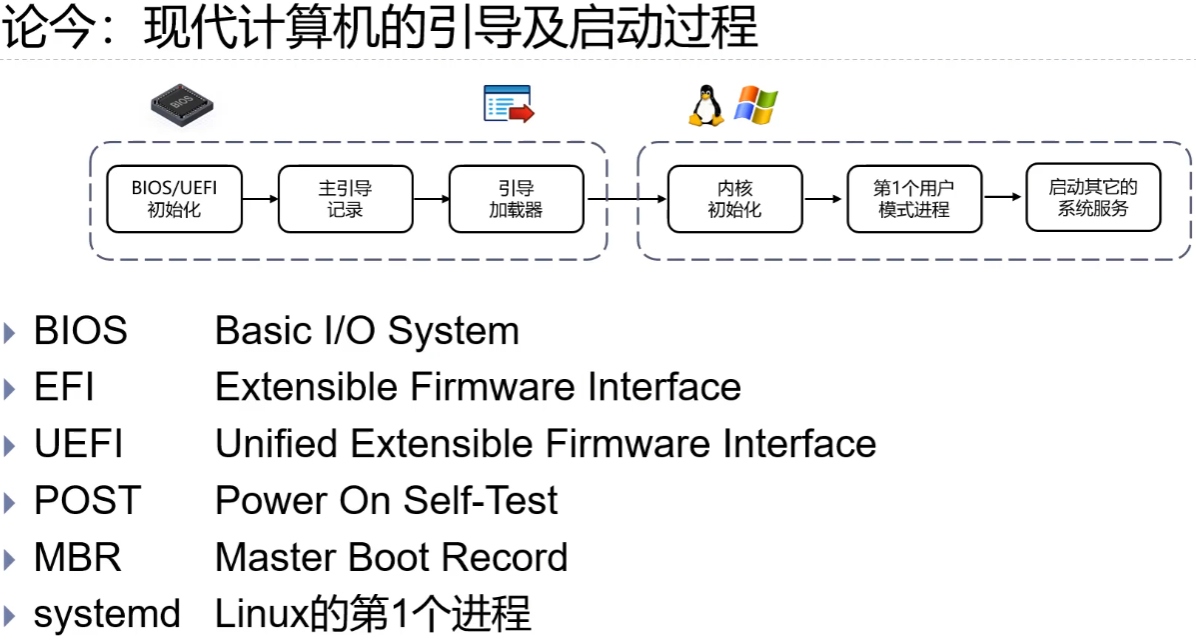 论今：现代计算机的引导及启动过程
BIOS
BIOS/UEFI
初始化
主引导
记录
引导
加载器
内核
初始化
第1个用户
模式进程
启动其它的
系统服务
BIOS Basic I/O System
EFI Extensible Firmware Interface
UEFI Unified Extensible Firmware Interface
POST Power On Self-Test
MBR Master Boot Record
systemd Linux的第1个进程